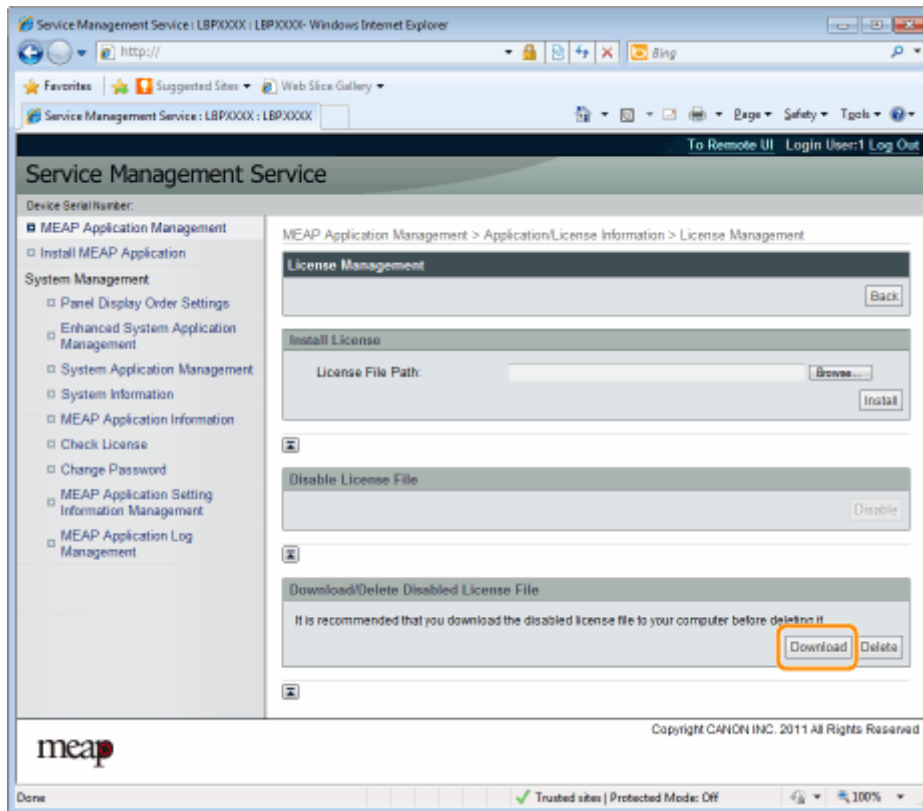 Service Management Service : LBPXXXX : LBPXXXX- Windows Internet Explorer
http://
Bing
Favorites Suggested Sites Web Slice Gallery
Service Management Service : LBPXXXX : LBPXXXX
Page Safety Tools
To Remote UI Login User:1 Log Out
Service Management Service
Device Serial Number:
MEAP Application Management
Install MEAP Application
System Management
Panel Display Order Settings
Enhanced System Application
Management
System Application Management
System Information
MEAP Application Information
Check License
Change Password
MEAP Application Setting
Information Management
MEAP Application Log
Management
MEAP Application Management > Application/License Information > License Management
License Management
Back
Install License
License File Path:
Browse...
Install
Disable License File
Disable
Download/Delete Disabled License File
It is recommended that you download the disabled license file to your computer before deleting it.
Download Delete
Copyright CANON INC. 2011 All Rights Reserved
meap
Done
Trusted sites | Protected Mode: Off
100%